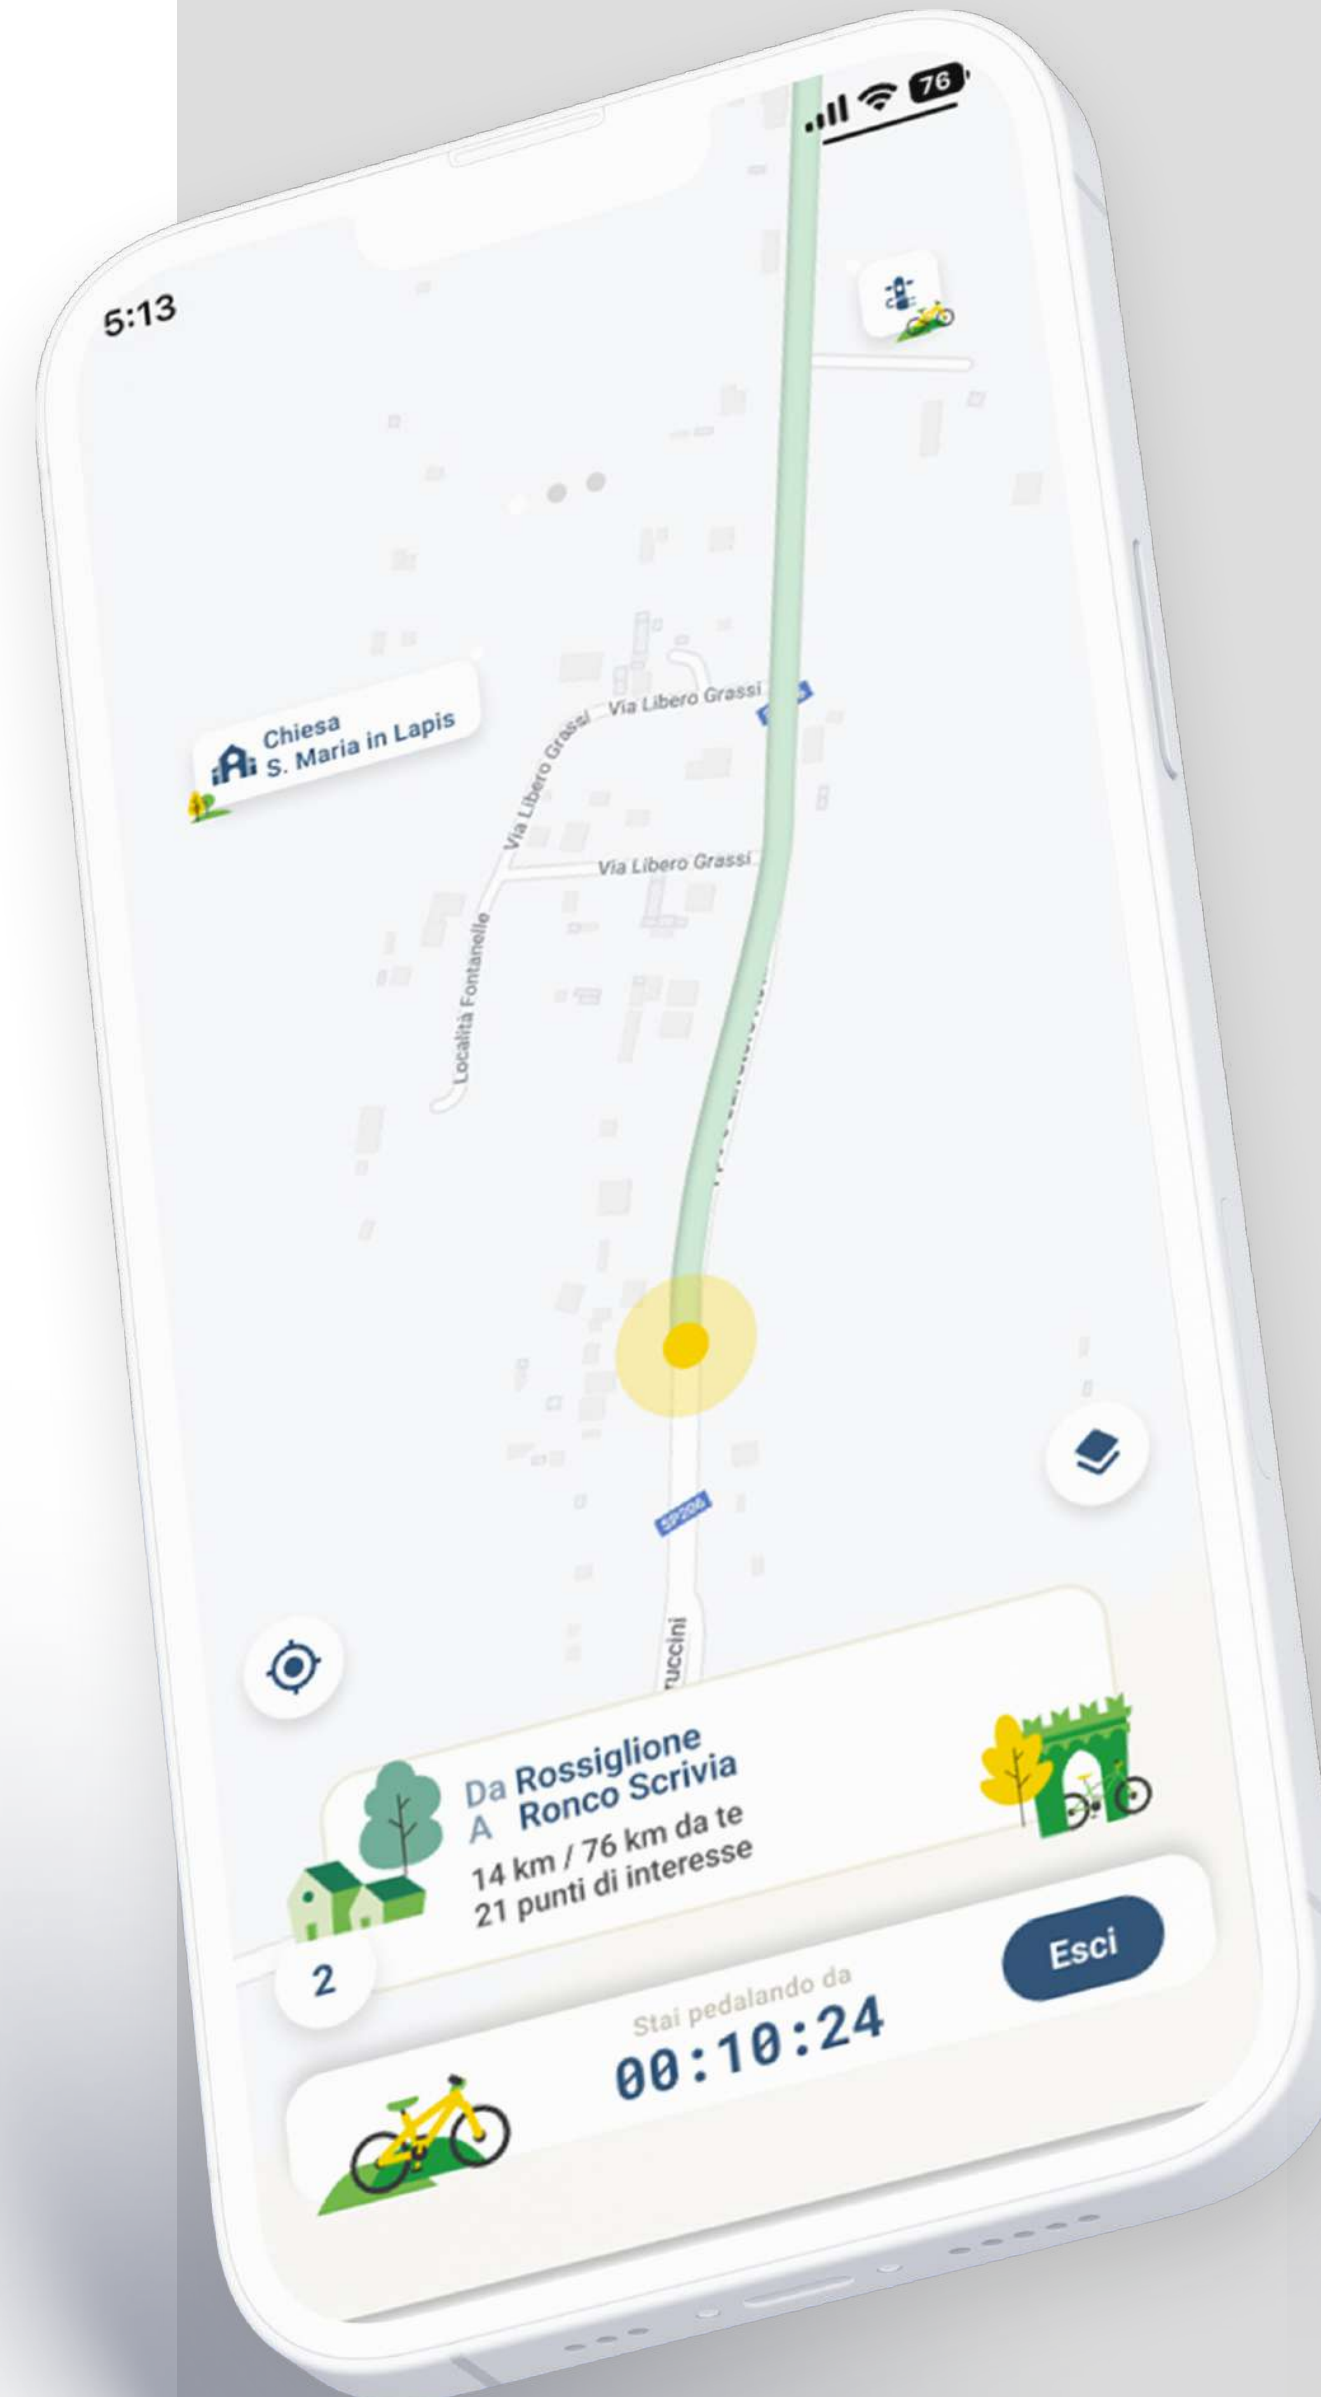 76
5:13
Chiesa
S. Maria in Lapis
Via Libero Grassi
Via Libero Grassi
Via Libero Grassi
Località Fontanelle
SP206
Da Rossiglione
A Ronco Scrivia
14 km / 76 km da te
21 punti di interesse
2
Stai pedalando da
00:10:24
Esci